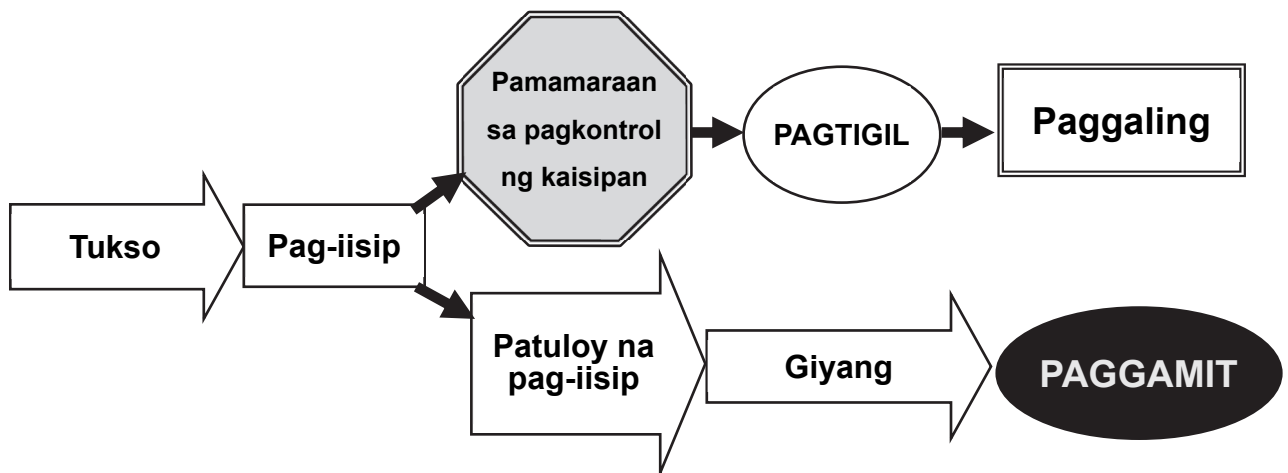 Tukso
Pag-iisip
Pamamaraan
sa pagkontrol
ng kaisipan
PAGTIGIL
Paggaling
Patuloy na
pag-iisip
Giyang
PAGGAMIT